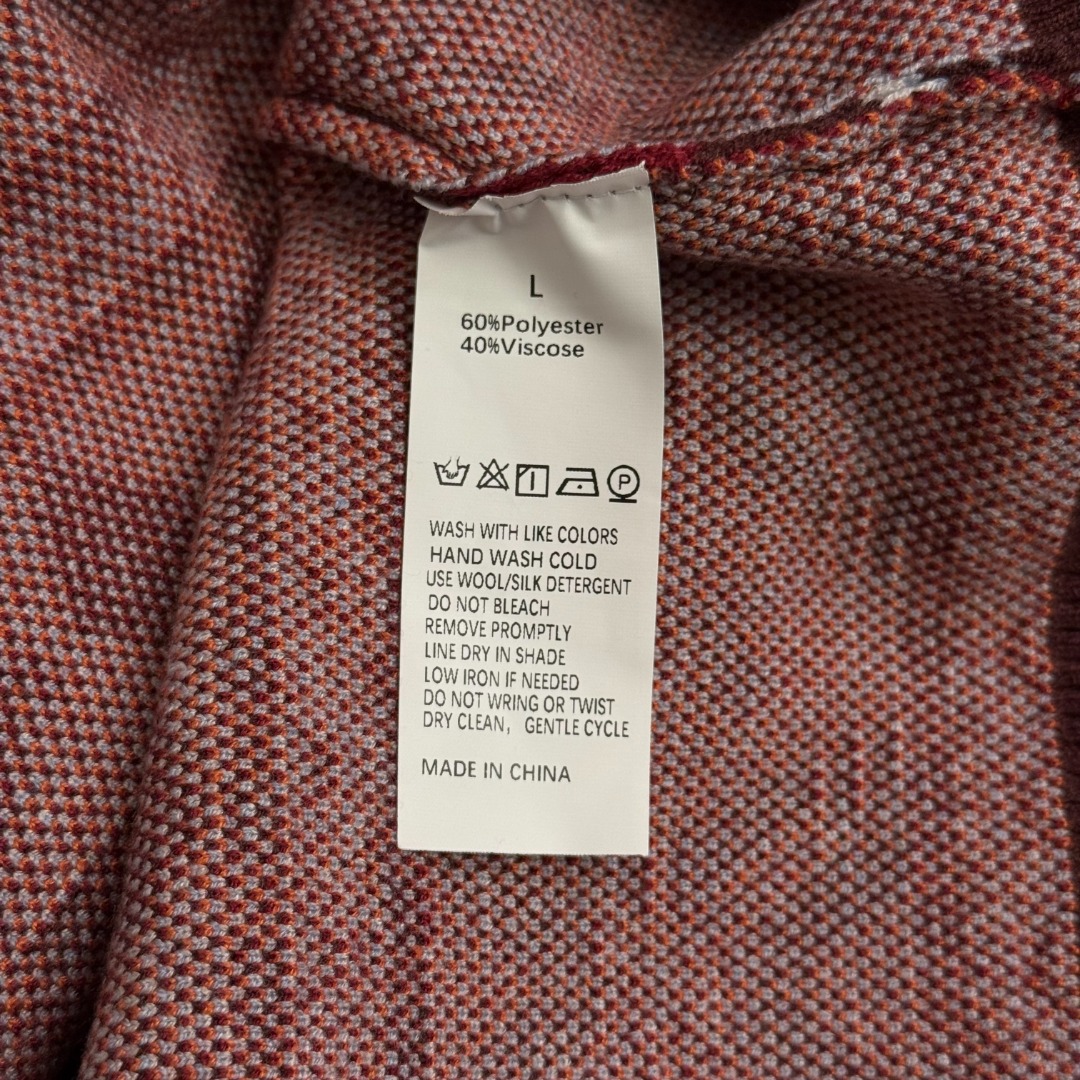 L
60%Polyester
40%Viscose
P
WASH WITH LIKE COLORS
HAND WASH COLD
USE WOOL/SILK DETERGENT
DO NOT BLEACH
REMOVE PROMPTLY
LINE DRY IN SHADE
LOW IRON IF NEEDED
DO NOT WRING OR TWIST
DRY CLEAN, GENTLE CYCLE
MADE IN CHINA